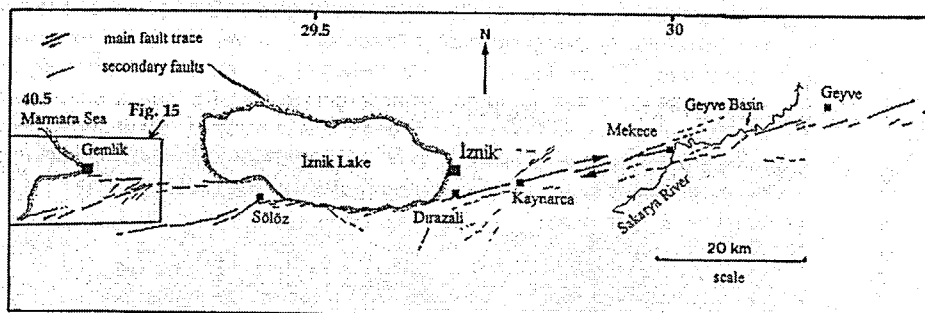 29.5
30
N
main fault trace
secondary faults
40.5
Fig. 15
Marmara Sea
Gemlik
İznik Lake
İznik
Mekece
Geyve Basin
Geyve
Sölöz
Dırazali
Kaynarca
Sakarya River
20 km
scale